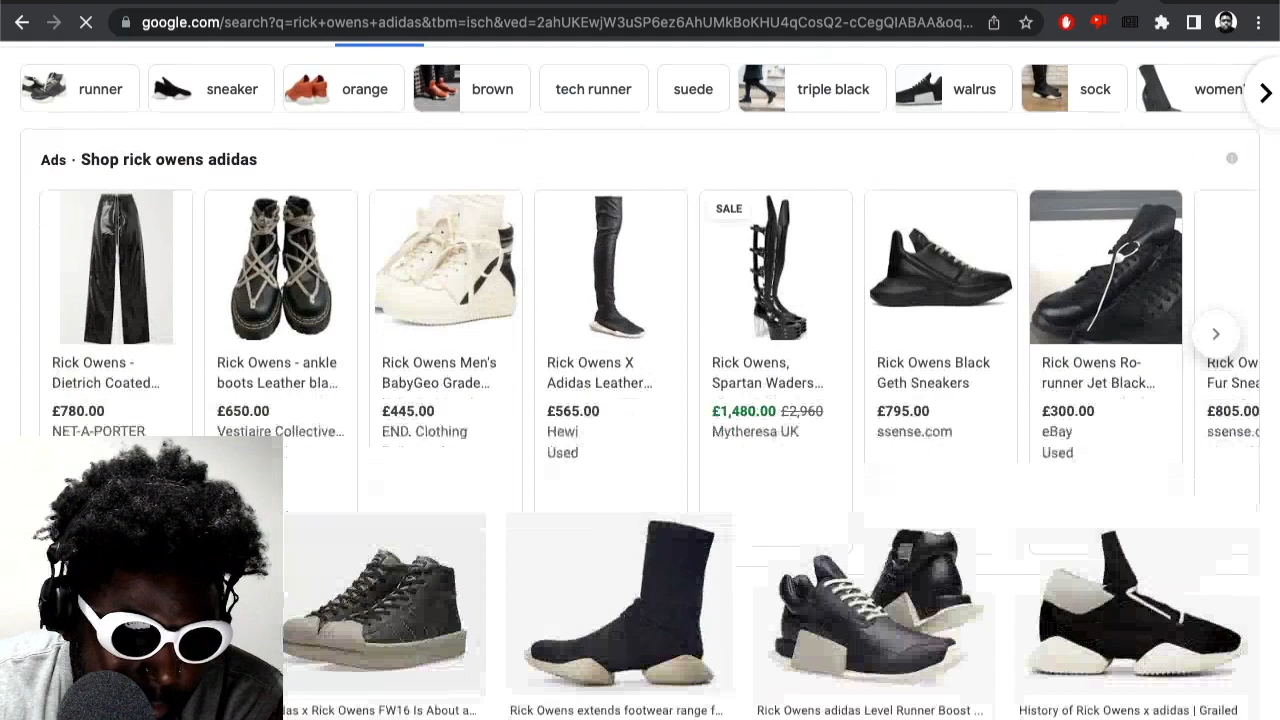 google.com/search?q=rick+owens+adidas&tbm=isch&ved=2ahUKEwjW3uSP6ez6AhUMkBoKHU4qCosQ2-cCegQIABAA&oq...
runner
sneaker
orange
brown
tech runner
suede
triple black
walrus
sock
women'
Ads · Shop rick owens adidas
Rick Owens -
Dietrich Coated...
£780.00
NET-A-PORTER
Rick Owens - ankle
boots Leather bla...
£650.00
Vestiaire Collective...
Rick Owens Men's
BabyGeo Grade...
£445.00
END. Clothing
Rick Owens X
Adidas Leather...
£565.00
Hewi
Used
SALE
Rick Owens,
Spartan Waders...
£1,480.00 £2,960
Mytheresa UK
Rick Owens Black
Geth Sneakers
£795.00
ssense.com
Rick Owens Ro-
runner Jet Black...
£300.00
eBay
Used
Rick Ow
Fur Snea
£805.00
ssense.c
das x Rick Owens FW16 Is About a...
Rick Owens extends footwear range f...
Rick Owens adidas Level Runner Boost ...
History of Rick Owens x adidas | Grailed